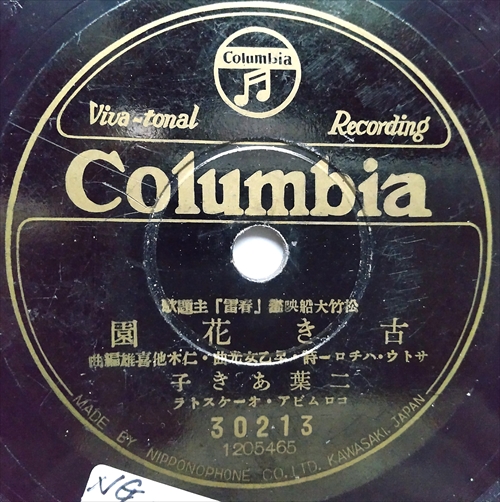 Columbia
Viva-tonal Recording
Columbia
松竹大船映畫『春雷』主題歌
古き花園
サトウ・ハチロー詩・早乙女光曲・仁木他喜雄編曲
二葉あき子
コロムビア・オーケストラ
30213
1205465
MADE BY NIPPONOPHONE CO., LTD. KAWASAKI, JAPAN
NG